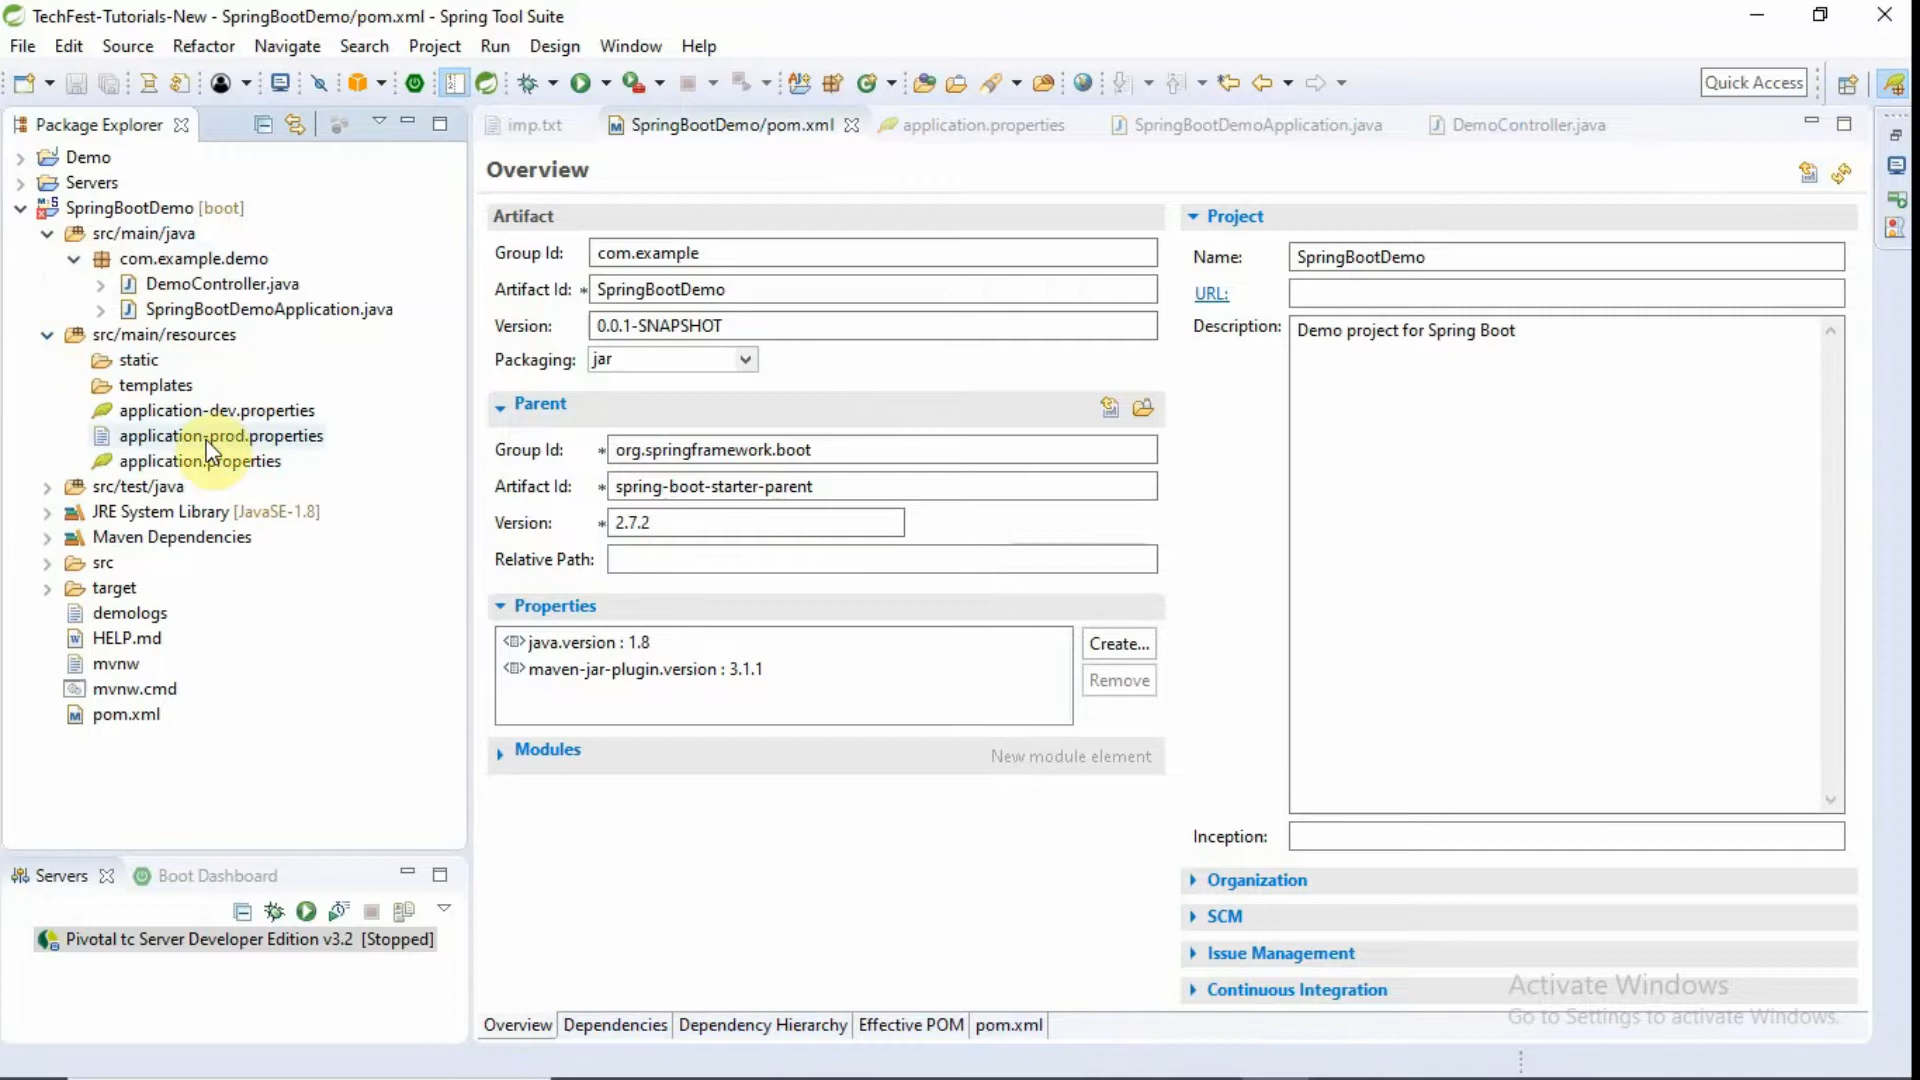 TechFest-Tutorials-New - SpringBootDemo/pom.xml - Spring Tool Suite
File Edit Source Refactor Navigate Search Project Run Design Window Help
Quick Access
Package Explorer
imp.txt SpringBootDemo/pom.xml application.properties SpringBootDemoApplication.java DemoController.java
Demo
Servers
SpringBootDemo [boot]
src/main/java
com.example.demo
DemoController.java
SpringBootDemoApplication.java
src/main/resources
static
templates
application-dev.properties
application-prod.properties
application.properties
src/test/java
JRE System Library [JavaSE-1.8]
Maven Dependencies
src
target
demologs
HELP.md
mvnw
mvnw.cmd
pom.xml
Servers Boot Dashboard
Pivotal tc Server Developer Edition v3.2 [Stopped]
Overview
Artifact
Group Id: com.example
Artifact Id: * SpringBootDemo
Version: 0.0.1-SNAPSHOT
Packaging: jar
Parent
Group Id: * org.springframework.boot
Artifact Id: * spring-boot-starter-parent
Version: * 2.7.2
Relative Path:
Properties
java.version : 1.8
maven-jar-plugin.version : 3.1.1
Create...
Remove
Modules
New module element
Project
Name: SpringBootDemo
URL:
Description: Demo project for Spring Boot
Inception:
Organization
SCM
Issue Management
Continuous Integration
Activate Windows
Go to Settings to activate Windows.
Overview Dependencies Dependency Hierarchy Effective POM pom.xml